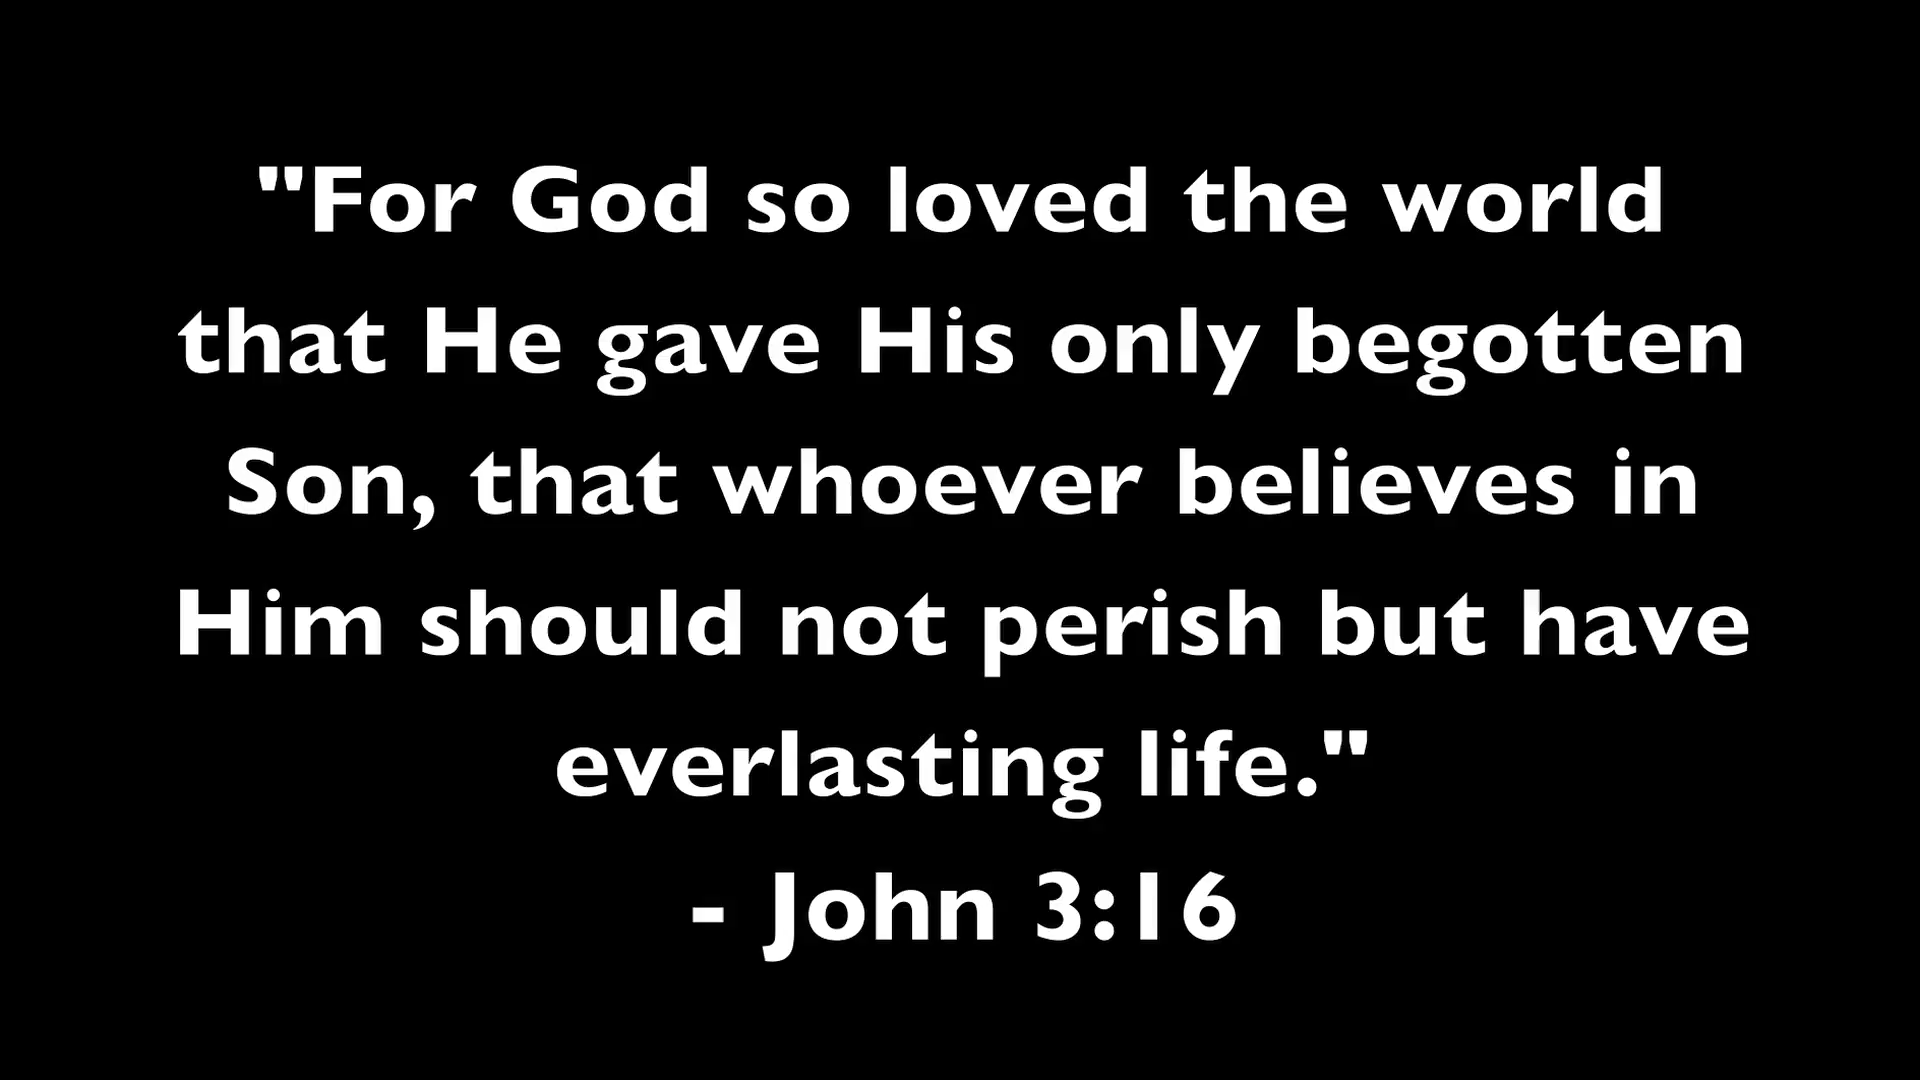 "For God so loved the world
that He gave His only begotten
Son, that whoever believes in
Him should not perish but have
everlasting life."
- John 3:16